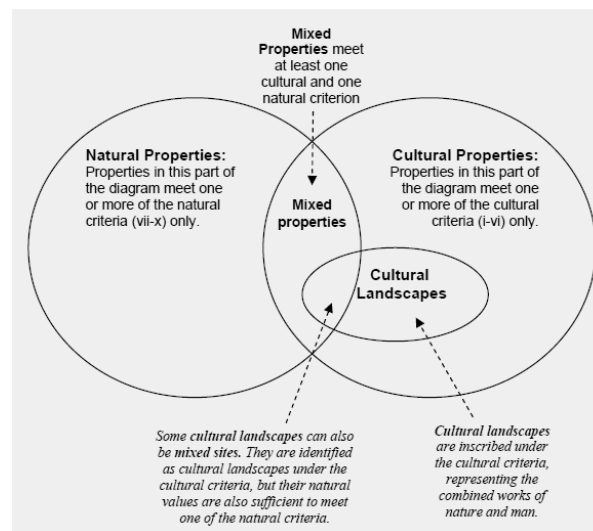 Mixed
Properties meet
at least one
cultural and one
natural criterion
Natural Properties:
Properties in this part of
the diagram meet one
or more of the natural
criteria (vii-x) only.
Cultural Properties:
Properties in this part of
the diagram meet one
or more of the cultural
criteria (i-vi) only.
Mixed
properties
Cultural
Landscapes
Some cultural landscapes can also
be mixed sites. They are identified
as cultural landscapes under the
cultural criteria, but their natural
values are also sufficient to meet
one of the natural criteria.
Cultural landscapes
are inscribed under
the cultural criteria,
representing the
combined works of
nature and man.